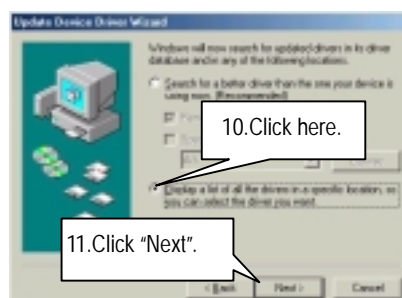 Update Device Driver Wizard
Windows will now search for updated drivers in its driver
database and in any of the following locations.
Search for a better driver than the one your device is
using now. (Recommended)
10.Click here.
Display a list of all the drivers in a specific location, so
you can select the driver you want.
11.Click “Next”.
< Back
Next >
Cancel